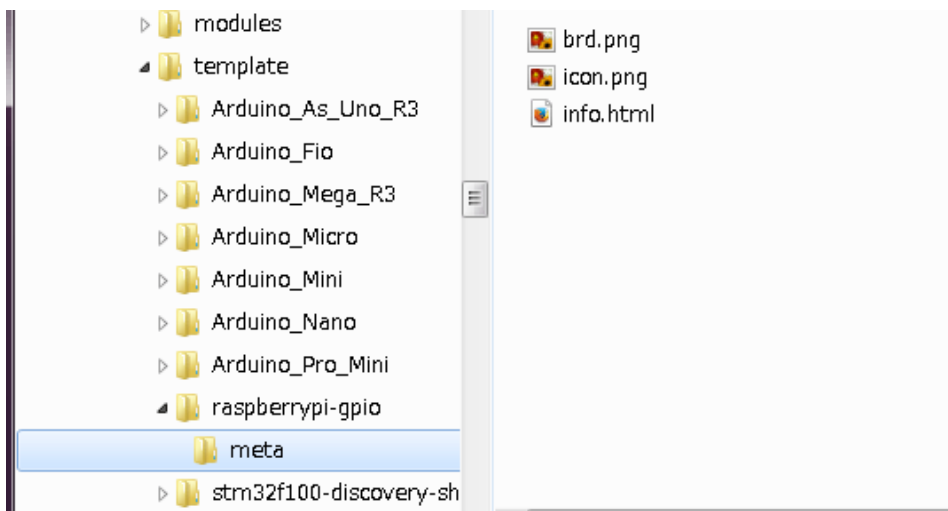 modules
template
Arduino_As_Uno_R3
Arduino_Fio
Arduino_Mega_R3
Arduino_Micro
Arduino_Mini
Arduino_Nano
Arduino_Pro_Mini
raspberrypi-gpio
meta
stm32f100-discovery-sh
brd.png
icon.png
info.html